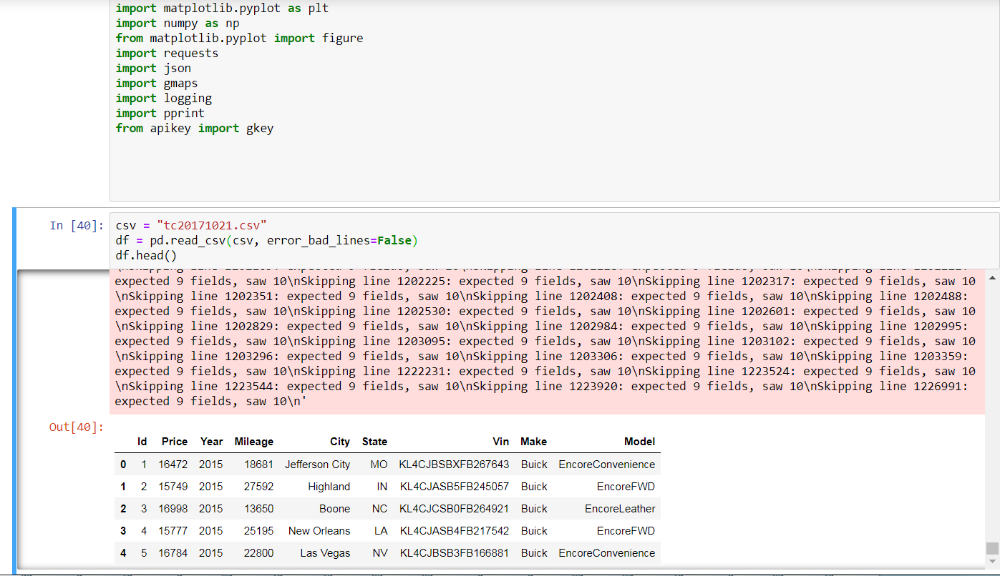 import matplotlib.pyplot as plt
import numpy as np
from matplotlib.pyplot import figure
import requests
import json
import gmaps
import logging
import pprint
from apikey import gkey
In [40]: csv = "tc20171021.csv"
df = pd.read_csv(csv, error_bad_lines=False)
df.head()
expected 9 fields, saw 10\nSkipping line 1202225: expected 9 fields, saw 10\nSkipping line 1202317: expected 9 fields, saw 10
\nSkipping line 1202351: expected 9 fields, saw 10\nSkipping line 1202408: expected 9 fields, saw 10\nSkipping line 1202488:
expected 9 fields, saw 10\nSkipping line 1202530: expected 9 fields, saw 10\nSkipping line 1202601: expected 9 fields, saw 10
\nSkipping line 1202829: expected 9 fields, saw 10\nSkipping line 1202984: expected 9 fields, saw 10\nSkipping line 1202995:
expected 9 fields, saw 10\nSkipping line 1203095: expected 9 fields, saw 10\nSkipping line 1203102: expected 9 fields, saw 10
\nSkipping line 1203296: expected 9 fields, saw 10\nSkipping line 1203306: expected 9 fields, saw 10\nSkipping line 1203359:
expected 9 fields, saw 10\nSkipping line 1222231: expected 9 fields, saw 10\nSkipping line 1223524: expected 9 fields, saw 10
\nSkipping line 1223544: expected 9 fields, saw 10\nSkipping line 1223920: expected 9 fields, saw 10\nSkipping line 1226991:
expected 9 fields, saw 10\n'
Out[40]:
Id Price Year Mileage City State Vin Make Model
0 1 16472 2015 18681 Jefferson City MO KL4CJBSBXFB267643 Buick EncoreConvenience
1 2 15749 2015 27592 Highland IN KL4CJASB5FB245057 Buick EncoreFWD
2 3 16998 2015 13650 Boone NC KL4CJCSB0FB264921 Buick EncoreLeather
3 4 15777 2015 25195 New Orleans LA KL4CJASB4FB217542 Buick EncoreFWD
4 5 16784 2015 22800 Las Vegas NV KL4CJBSB3FB166881 Buick EncoreConvenience